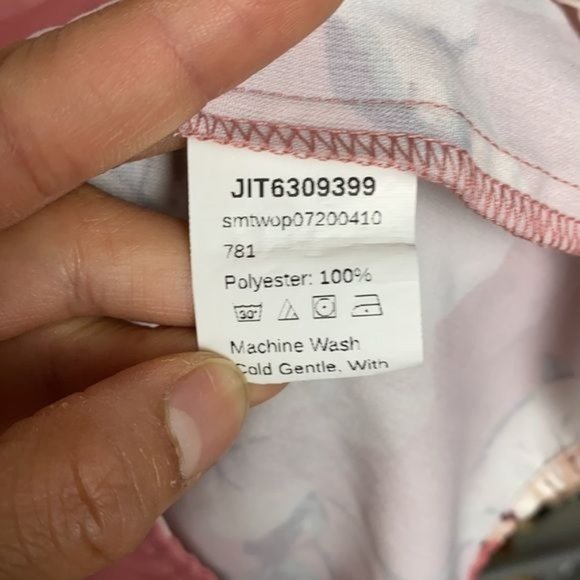 JIT6309399
smtwop07200410
781
Polyester: 100%
30°
Machine Wash
Cold Gentle. With